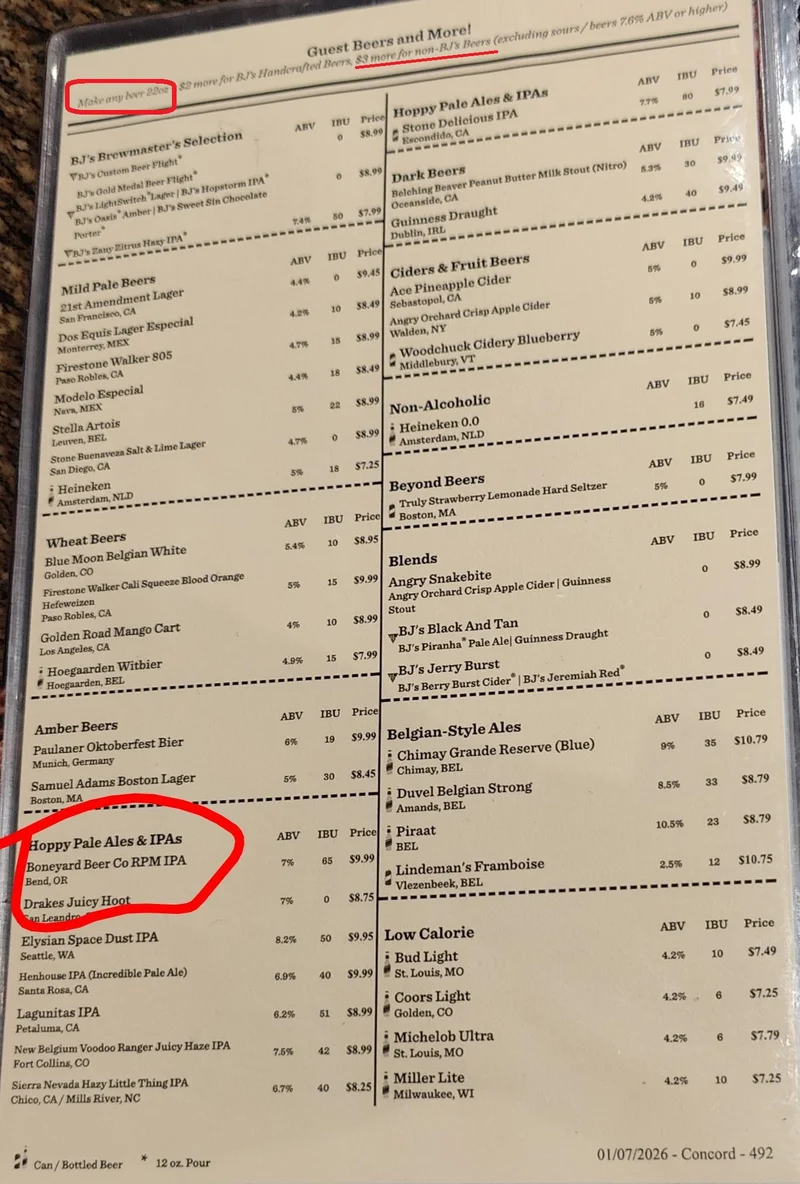 Guest Beers and More!
Make any beer 22oz $2 more for BJ's Handcrafted Beers, $3 more for non-BJ's Beers (excluding sours / beers 7.6% ABV or higher)
BJ's Brewmaster's Selection ABV IBU Price
BJ's Custom Beer Flight* 0 $8.99
BJ's Gold Medal Beer Flight*
BJ's LightSwitch® Lager | BJ's Hopstorm IPA® 0 $8.99
BJ's Oasis® Amber | BJ's Sweet Sin Chocolate
Porter®
BJ's Zany Zitrus Hazy IPA® 7.4% 50 $7.99
Mild Pale Beers ABV IBU Price
21st Amendment Lager 4.4% 0 $9.45
San Francisco, CA
Dos Equis Lager Especial 4.2% 10 $8.49
Monterrey, MEX
Firestone Walker 805 4.7% 15 $8.99
Paso Robles, CA
Modelo Especial 4.4% 18 $8.49
Nava, MEX
Stella Artois 5% 22 $8.99
Leuven, BEL
Stone Buenaveza Salt & Lime Lager 4.7% 0 $8.99
San Diego, CA
Heineken 5% 18 $7.25
Amsterdam, NLD
Wheat Beers ABV IBU Price
Blue Moon Belgian White 5.4% 10 $8.95
Golden, CO
Firestone Walker Cali Squeeze Blood Orange 5% 15 $9.99
Hefeweizen
Paso Robles, CA
Golden Road Mango Cart 4% 10 $8.99
Los Angeles, CA
Hoegaarden Witbier 4.9% 15 $7.99
Hoegaarden, BEL
Amber Beers ABV IBU Price
Paulaner Oktoberfest Bier 6% 19 $9.99
Munich, Germany
Samuel Adams Boston Lager 5% 30 $8.45
Boston, MA
Hoppy Pale Ales & IPAs ABV IBU Price
Boneyard Beer Co RPM IPA 7% 65 $9.99
Bend, OR
Drakes Juicy Hoot 7% 0 $8.75
San Leandro,
Elysian Space Dust IPA 8.2% 50 $9.95
Seattle, WA
Henhouse IPA (Incredible Pale Ale) 6.9% 40 $9.99
Santa Rosa, CA
Lagunitas IPA 6.2% 51 $8.99
Petaluma, CA
New Belgium Voodoo Ranger Juicy Haze IPA 7.5% 42 $8.99
Fort Collins, CO
Sierra Nevada Hazy Little Thing IPA 6.7% 40 $8.25
Chico, CA / Mills River, NC
Hoppy Pale Ales & IPAs ABV IBU Price
Stone Delicious IPA 7.7% 80 $7.99
Escondido, CA
Dark Beers ABV IBU Price
Belching Beaver Peanut Butter Milk Stout (Nitro) 5.3% 30 $9.99
Oceanside, CA
Guinness Draught 4.2% 40 $9.49
Dublin, IRL
Ciders & Fruit Beers ABV IBU Price
Ace Pineapple Cider 5% 0 $9.99
Sebastopol, CA
Angry Orchard Crisp Apple Cider 5% 10 $8.99
Walden, NY
Woodchuck Cidery Blueberry 5% 0 $7.45
Middlebury, VT
Non-Alcoholic ABV IBU Price
Heineken 0.0 16 $7.49
Amsterdam, NLD
Beyond Beers ABV IBU Price
Truly Strawberry Lemonade Hard Seltzer 5% 0 $7.99
Boston, MA
Blends ABV IBU Price
Angry Snakebite 0 $8.99
Angry Orchard Crisp Apple Cider | Guinness
Stout
BJ's Black And Tan 0 $8.49
BJ's Piranha® Pale Ale| Guinness Draught
BJ's Jerry Burst 0 $8.49
BJ's Berry Burst Cider® | BJ's Jeremiah Red®
Belgian-Style Ales ABV IBU Price
Chimay Grande Reserve (Blue) 9% 35 $10.79
Chimay, BEL
Duvel Belgian Strong 8.5% 33 $8.79
Amands, BEL
Piraat 10.5% 23 $8.79
BEL
Lindeman's Framboise 2.5% 12 $10.75
Vlezenbeek, BEL
Low Calorie ABV IBU Price
Bud Light 4.2% 10 $7.49
St. Louis, MO
Coors Light 4.2% 6 $7.25
Golden, CO
Michelob Ultra 4.2% 6 $7.79
St. Louis, MO
Miller Lite 4.2% 10 $7.25
Milwaukee, WI
Can / Bottled Beer * 12 oz. Pour
01/07/2026 - Concord - 492